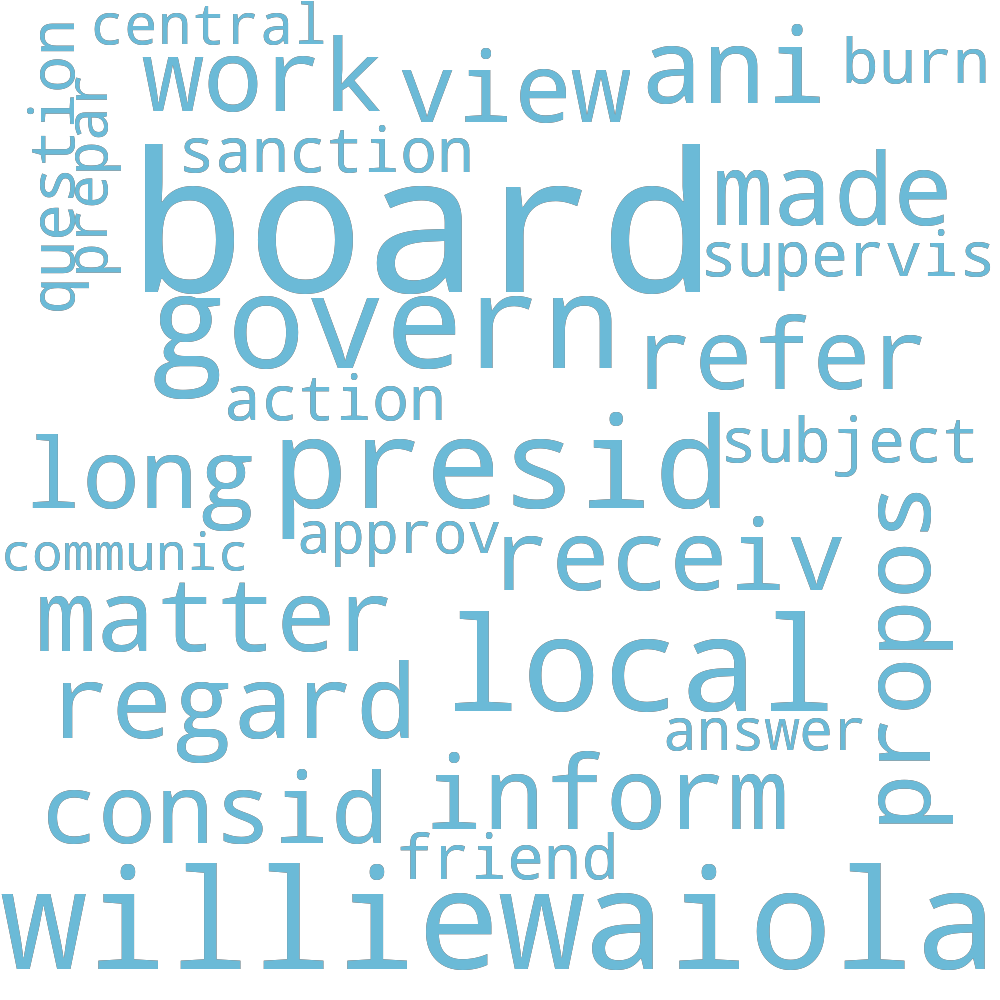 central
work
view
ani
burn
question
prepar
sanction
board
made
supervis
govern
refer
action
presid
subject
long
approv
receiv
propos
communic
matter
local
regard
answer
consid
inform
friend
williewaiola